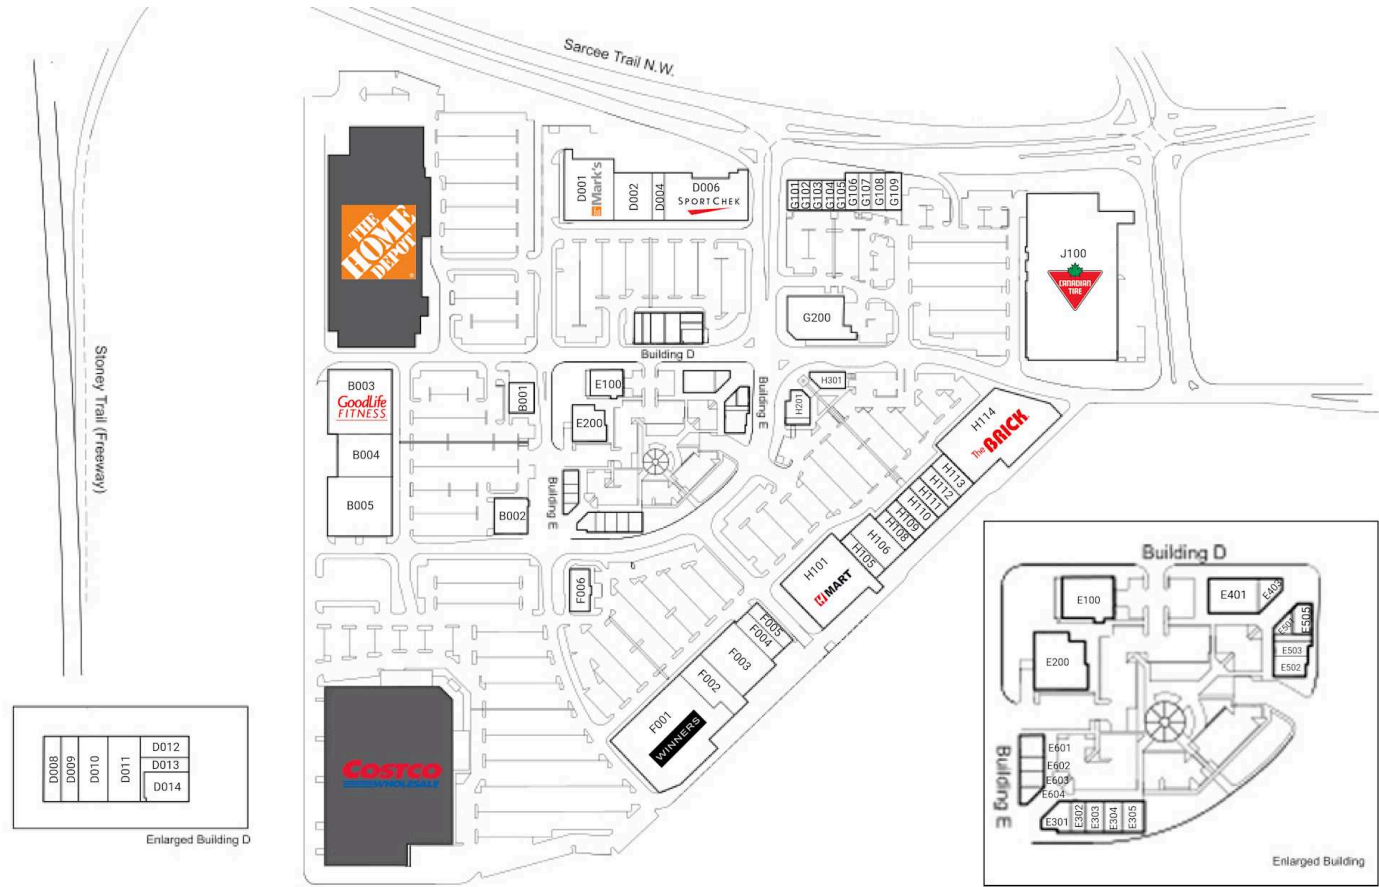 Sarcee Trail N.W.
Stoney Trail (Freeway)
THE
HOME
DEPOT
D001
Mark's
D002
D004
D006
SPORTCHEK
G101
G102
G103
G104
G105
G106
G107
G108
G109
J100
CANADIAN
TIRE
G200
Building D
B003
GoodLife
FITNESS
B004
B005
B001
B002
E100
E200
Building E
Building E
H301
H201
H114
The BRICK
H113
H112
H111
H110
H109
H108
H106
H105
H101
H MART
F006
F005
F004
F003
F002
F001
WINNERS
COSTCO
WHOLESALE
D008
D009
D010
D011
D012
D013
D014
Enlarged Building D
Building D
E100
E200
E401
E403
E501
E505
E503
E502
Building E
E601
E602
E603
E604
E301
E302
E303
E304
E305
Enlarged Building